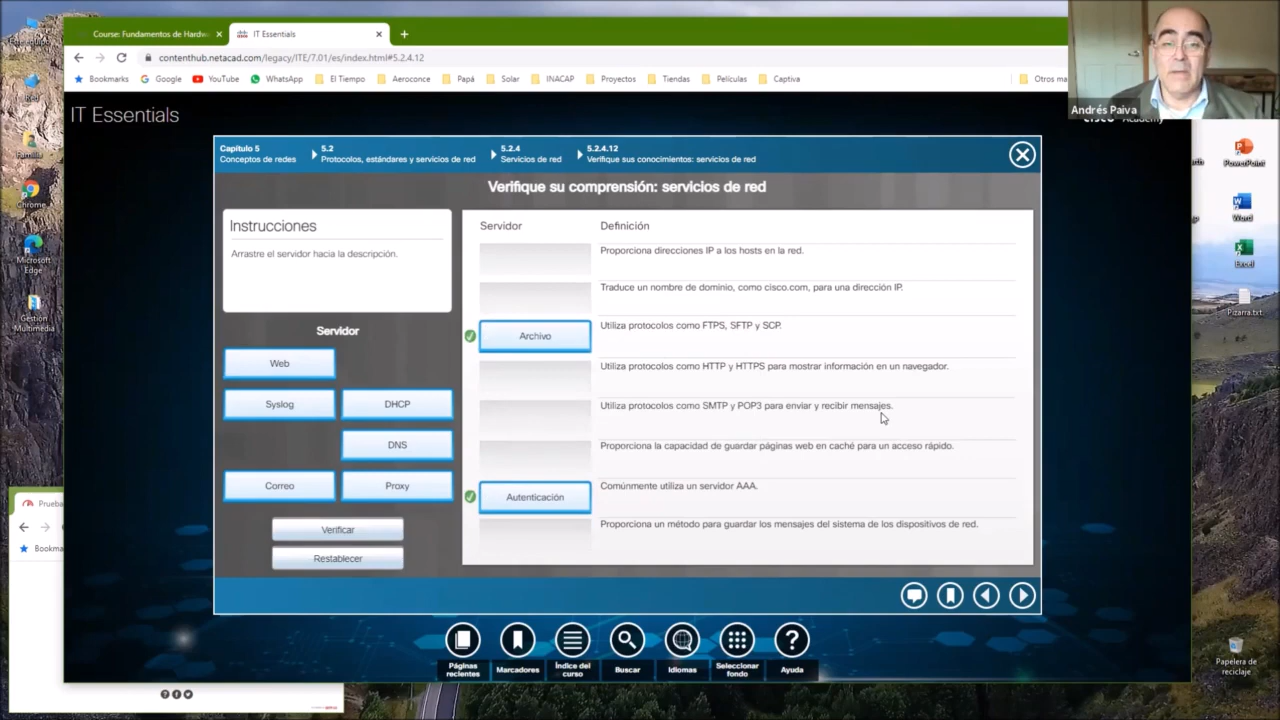 Course: Fundamentos de Hardw
IT Essentials
contenthub.netacad.com/legacy/ITE/7.01/es/index.html#5.2.4.12
Bookmarks
Google
YouTube
WhatsApp
El Tiempo
Aeroconce
Papá
Solar
INACAP
Proyectos
Tiendas
Películas
Captiva
Otros ma
Andrés Paiva
IT Essentials
Academy
Capítulo 5
Conceptos de redes
5.2
Protocolos, estándares y servicios de red
5.2.4
Servicios de red
5.2.4.12
Verifique sus conocimientos: servicios de red
Verifique su comprensión: servicios de red
Instrucciones
Arrastre el servidor hacia la descripción.
Servidor
Web
Syslog
DHCP
DNS
Correo
Proxy
Verificar
Restablecer
Servidor
Definición
Proporciona direcciones IP a los hosts en la red.
Traduce un nombre de dominio, como cisco.com, para una dirección IP.
Archivo
Utiliza protocolos como FTPS, SFTP y SCP.
Utiliza protocolos como HTTP y HTTPS para mostrar información en un navegador.
Utiliza protocolos como SMTP y POP3 para enviar y recibir mensajes.
Proporciona la capacidad de guardar páginas web en caché para un acceso rápido.
Autenticación
Comúnmente utiliza un servidor AAA.
Proporciona un método para guardar los mensajes del sistema de los dispositivos de red.
Páginas
recientes
Marcadores
Índice del
curso
Buscar
Idiomas
Seleccionar
fondo
Ayuda
Red
Familia
Chrome
Microsoft
Edge
Gestión
Multimedia
Prueba
Bookma
PowerPoint
Word
Excel
Pizarra.txt
Papelera de
reciclaje